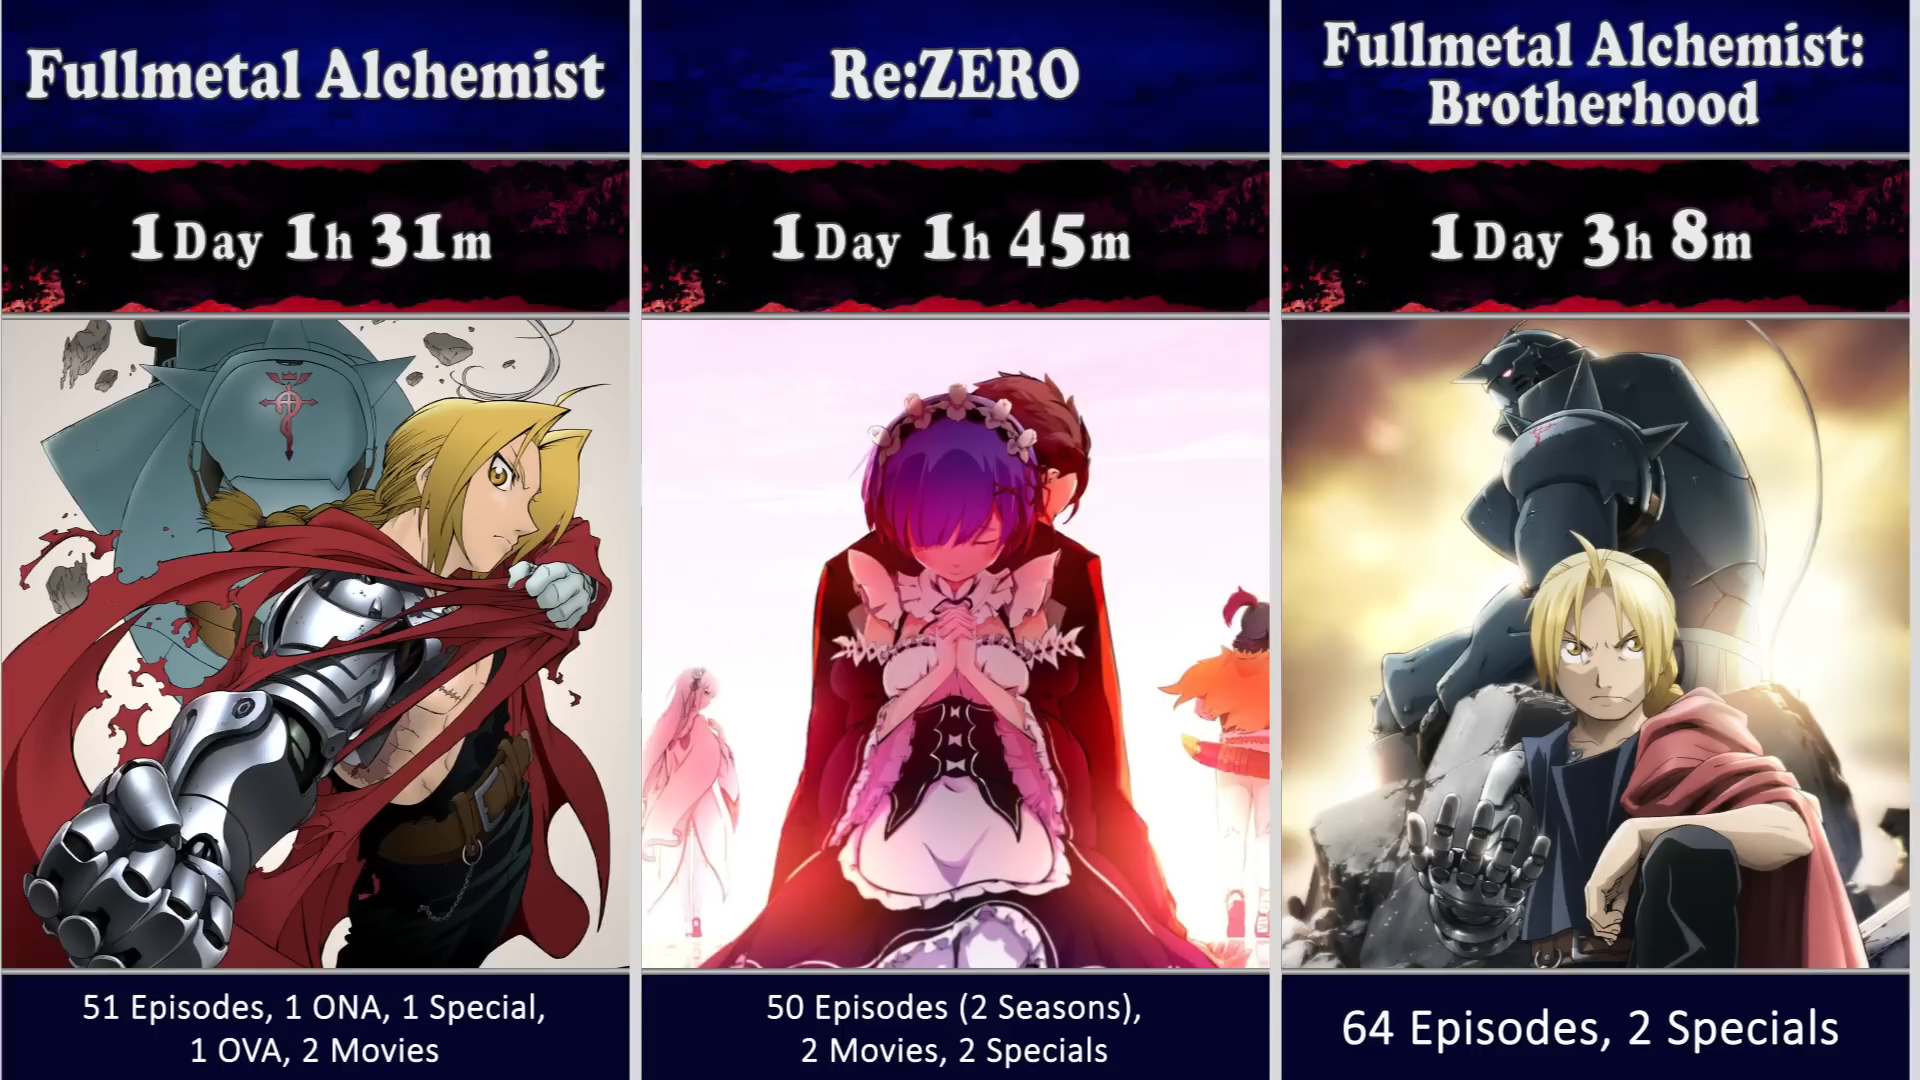 Fullmetal Alchemist
1 Day 1h 31m
51 Episodes, 1 ONA, 1 Special,
1 OVA, 2 Movies
Re:ZERO
1 Day 1h 45m
50 Episodes (2 Seasons),
2 Movies, 2 Specials
Fullmetal Alchemist:
Brotherhood
1 Day 3h 8m
64 Episodes, 2 Specials